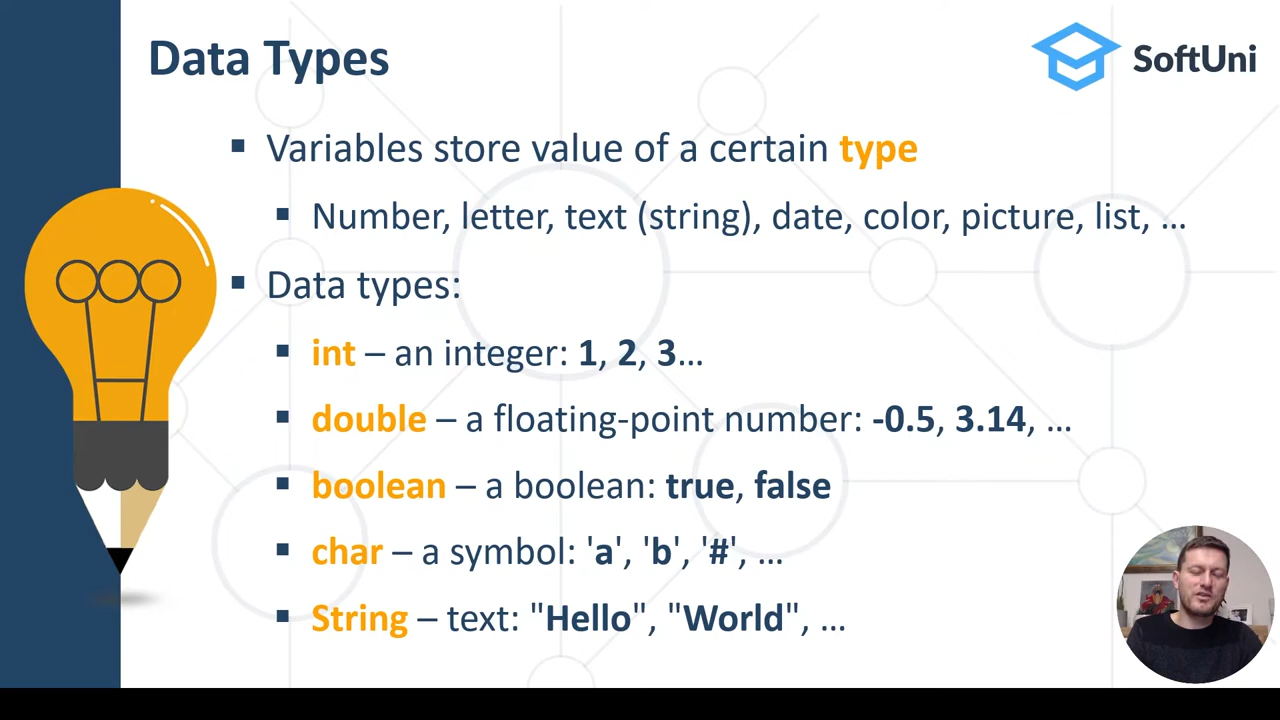 Data Types
SoftUni
Variables store value of a certain type
Number, letter, text (string), date, color, picture, list, …
Data types:
int – an integer: 1, 2, 3…
double – a floating-point number: -0.5, 3.14, …
boolean – a boolean: true, false
char – a symbol: 'a', 'b', '#', …
String – text: "Hello", "World", …